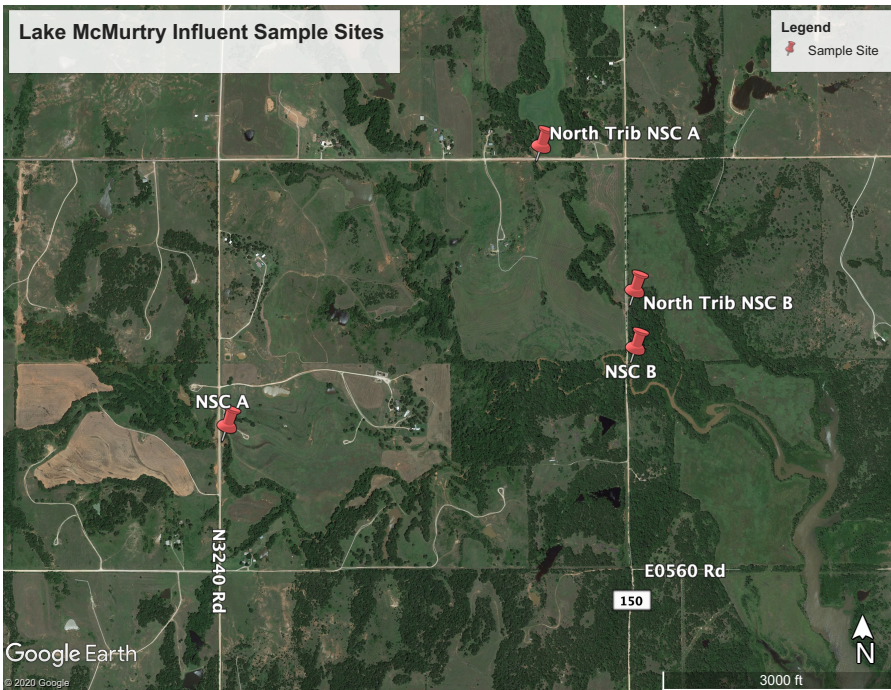 Lake McMurtry Influent Sample Sites
Legend
Sample Site
North Trib NSC A
North Trib NSC B
NSC B
NSC A
N3240 Rd
E0560 Rd
150
Google Earth
© 2020 Google
N
3000 ft